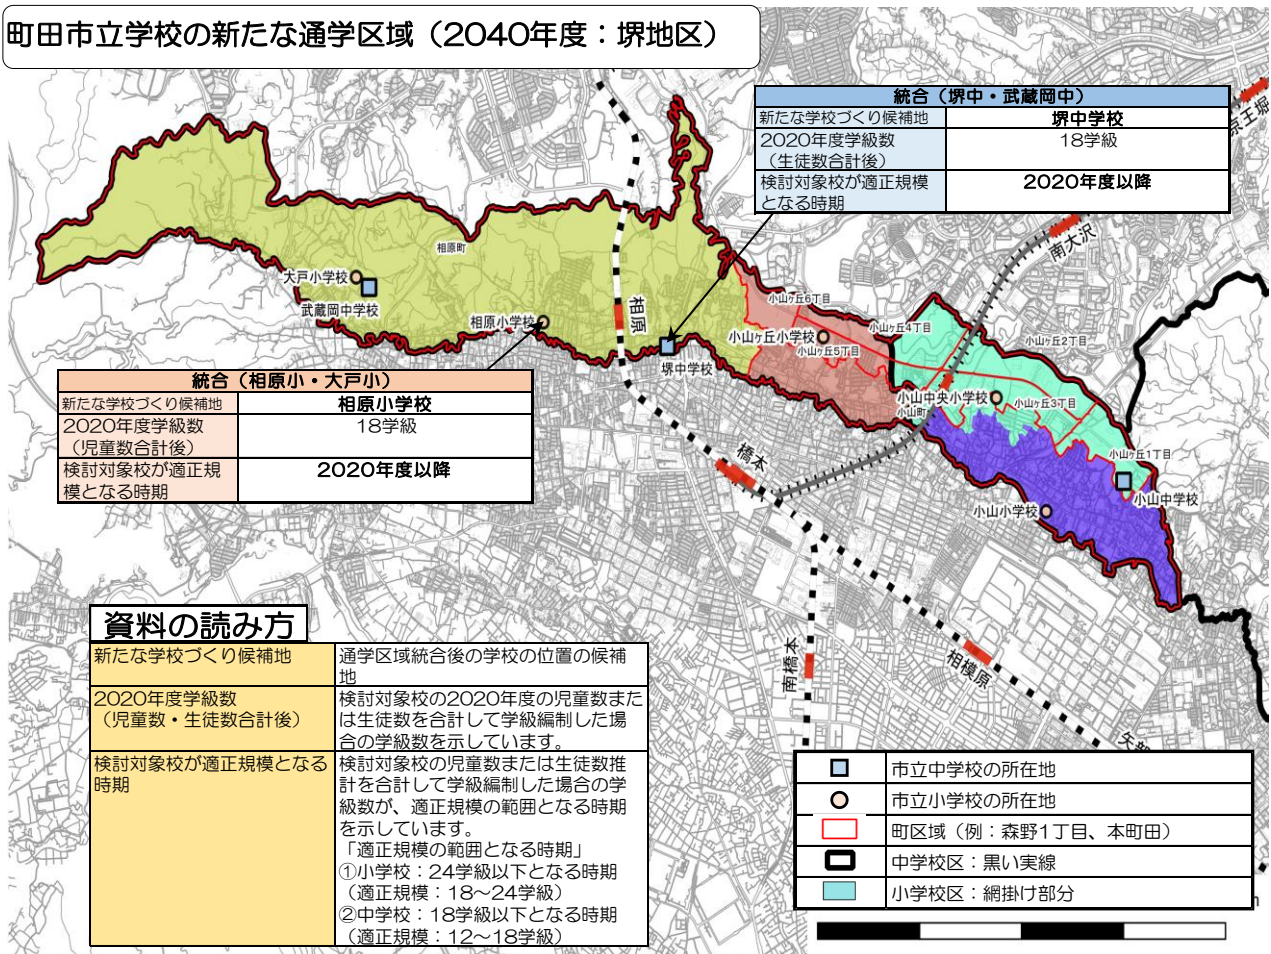 町田市立学校の新たな通学区域（2040年度：堺地区）
統合（堺中・武蔵岡中）
新たな学校づくり候補地
堺中学校
2020年度学級数
（生徒数合計後）
18学級
検討対象校が適正規模
となる時期
2020年度以降
京王堀
南大沢
相原町
大戸小学校
武蔵岡中学校
相原小学校
相原
堺中学校
小山ヶ丘6丁目
小山ヶ丘小学校
小山ヶ丘5丁目
小山ヶ丘4丁目
小山ヶ丘2丁目
小山中央小学校
小山ヶ丘3丁目
小山町
小山ヶ丘1丁目
小山中学校
小山小学校
統合（相原小・大戸小）
新たな学校づくり候補地
相原小学校
2020年度学級数
（児童数合計後）
18学級
検討対象校が適正規
模となる時期
2020年度以降
橋本
南橋本
相模原
矢部
資料の読み方
新たな学校づくり候補地
通学区域統合後の学校の位置の候補
地
2020年度学級数
（児童数・生徒数合計後）
検討対象校の2020年度の児童数また
は生徒数を合計して学級編制した場
合の学級数を示しています。
検討対象校が適正規模となる
時期
検討対象校の児童数または生徒数推
計を合計して学級編制した場合の学
級数が、適正規模の範囲となる時期
を示しています。
「適正規模の範囲となる時期」
①小学校：24学級以下となる時期
（適正規模：18～24学級）
②中学校：18学級以下となる時期
（適正規模：12～18学級）
市立中学校の所在地
市立小学校の所在地
町区域（例：森野1丁目、本町田）
中学校区：黒い実線
小学校区：網掛け部分